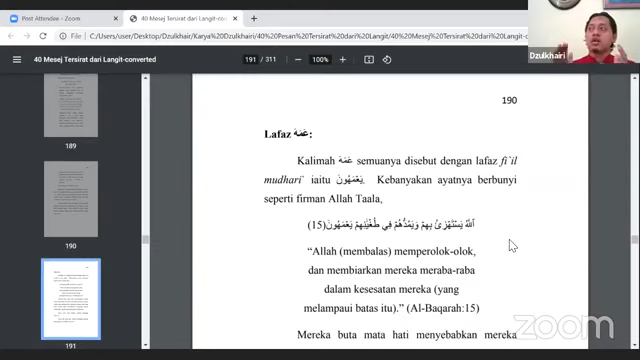 Post Attendee - Zoom
40 Mesej Tersirat dari Langit-co
C:/Users/user/Desktop/Dzulkhair/Karya%20Dzulkhairi/40%20Pesan%20Tersirat%20dari%20Langit/40%20Mesej%20Tersirat%20dari%20Langit-conver
40 Mesej Tersirat dari Langit-converted
191 / 311
100%
Dzulkhairi
189
190
191
190
Lafaz عَمَهَ:
Kalimah عَمَهَ semuanya disebut dengan lafaz fi`il
mudhari` iaitu يَعْمَهُونَ. Kebanyakan ayatnya berbunyi
seperti firman Allah Taala,
اللَّهُ يَسْتَهْزِئُ بِهِمْ وَيَمُدُّهُمْ فِي طُغْيَانِهِمْ يَعْمَهُونَ(15)
“Allah (membalas) memperolok-olok,
dan membiarkan mereka meraba-raba
dalam kesesatan mereka (yang
melampaui batas itu).” (Al-Baqarah:15)
Mereka buta mata hati menyebabkan mereka
zoom